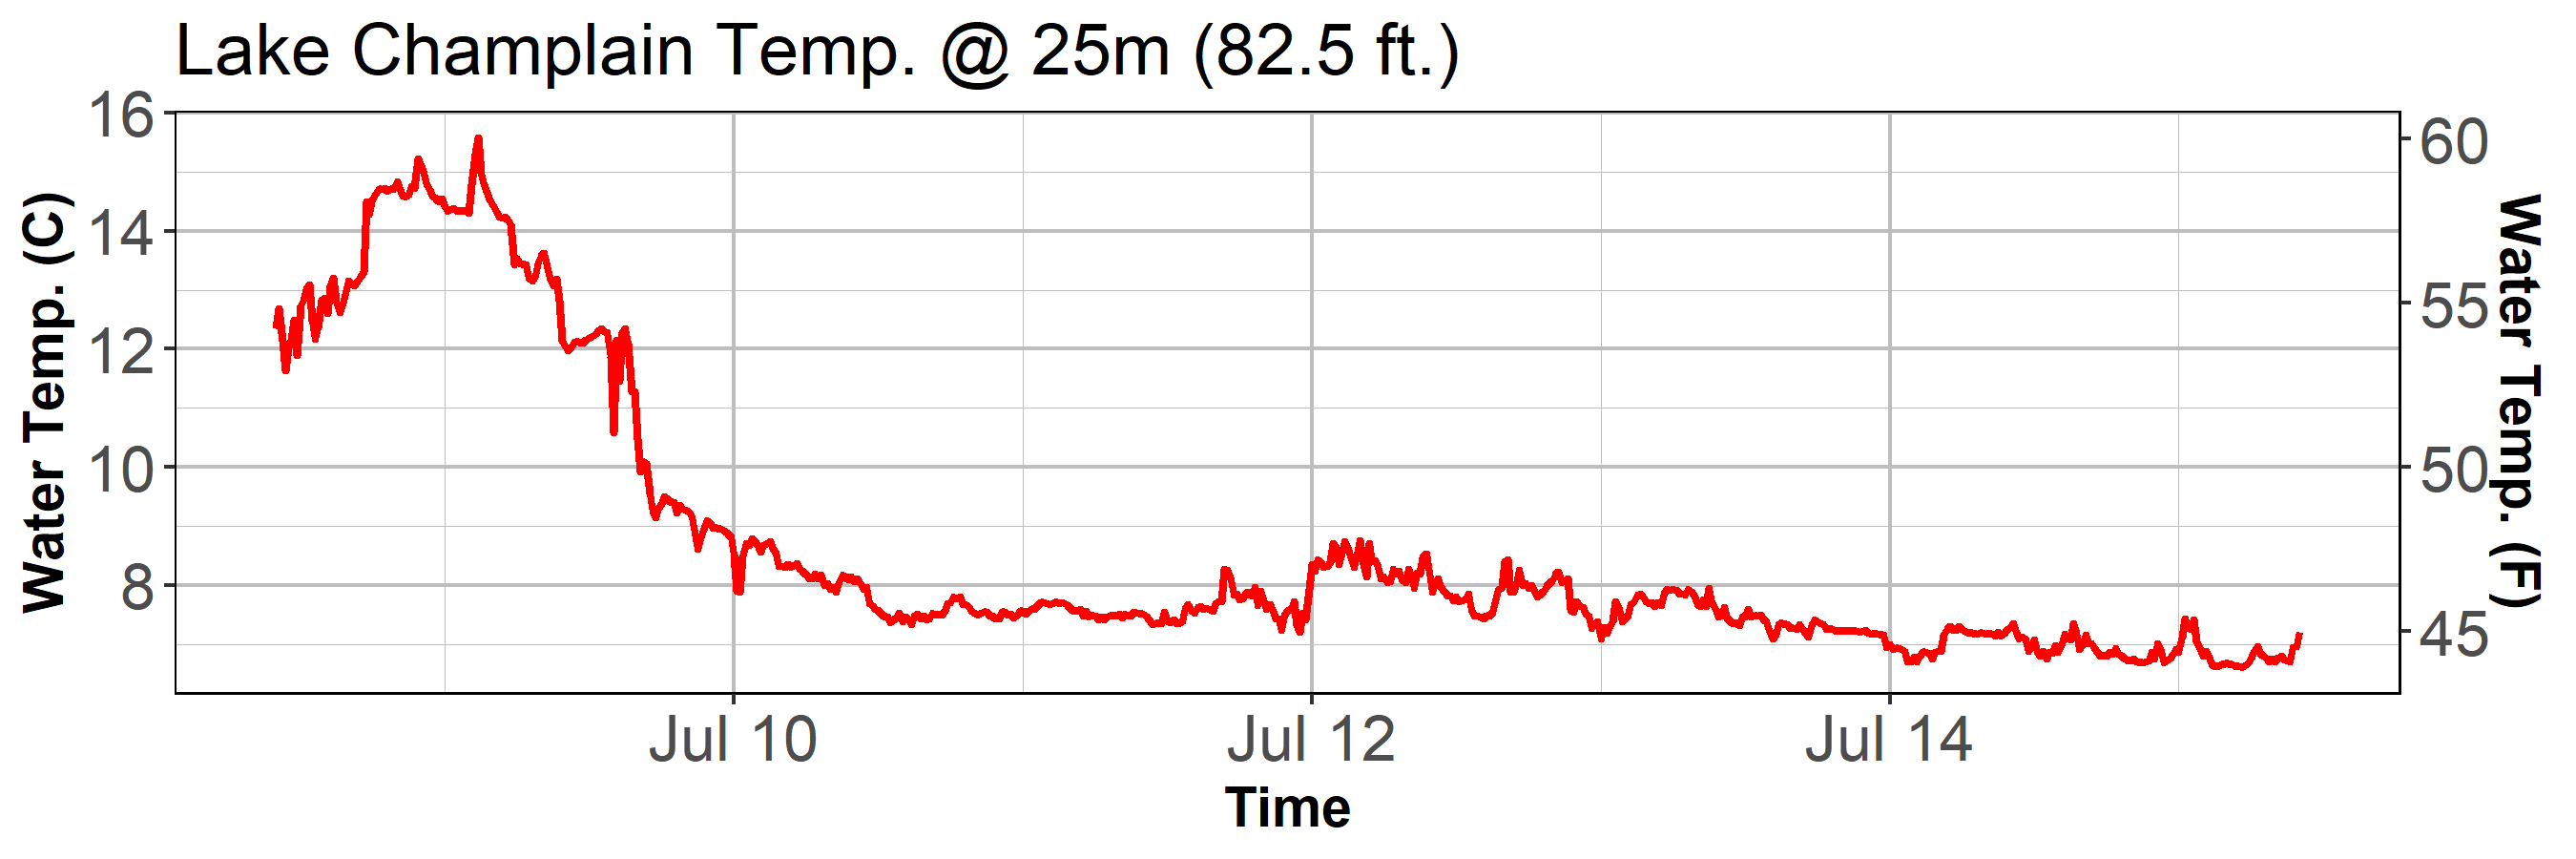 Lake Champlain Temp. @ 25m (82.5 ft.)
Water Temp. (C)
16
14
12
10
8
60
55
50
45
Water Temp. (F)
Jul 10
Jul 12
Jul 14
Time